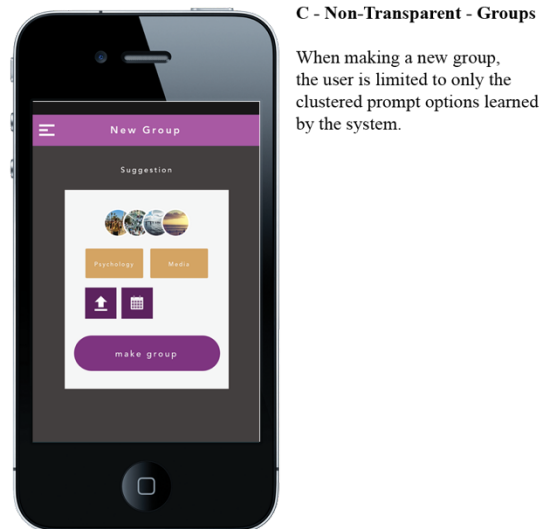 C - Non-Transparent - Groups
When making a new group,
the user is limited to only the
clustered prompt options learned
by the system.
New Group
Suggestion
Psychology
Media
make group